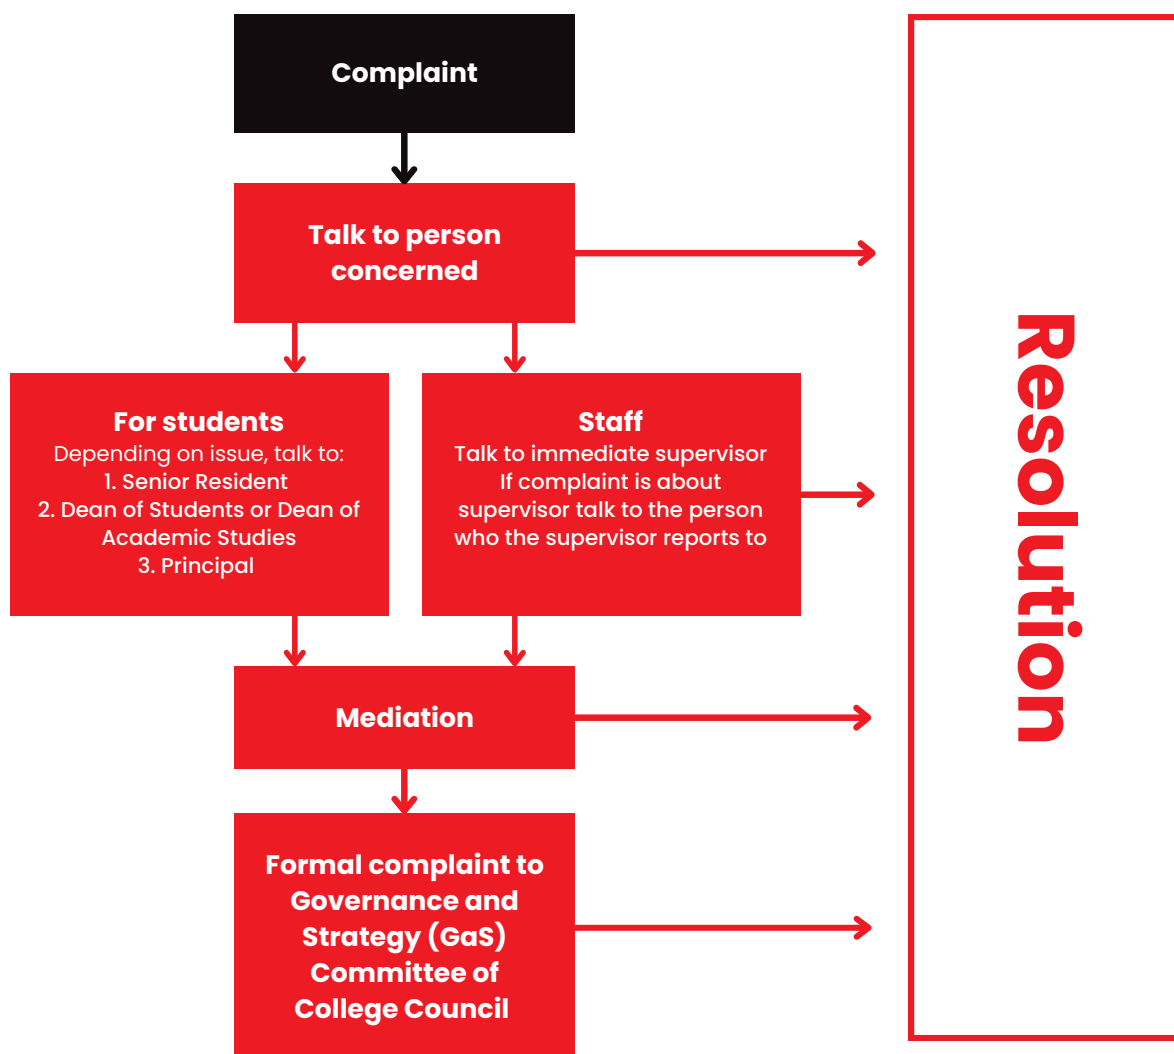 Complaint
Talk to person
concerned
For students
Depending on issue, talk to:
1. Senior Resident
2. Dean of Students or Dean of
Academic Studies
3. Principal
Staff
Talk to immediate supervisor
If complaint is about
supervisor talk to the person
who the supervisor reports to
Mediation
Formal complaint to
Governance and
Strategy (GaS)
Committee of
College Council
Resolution